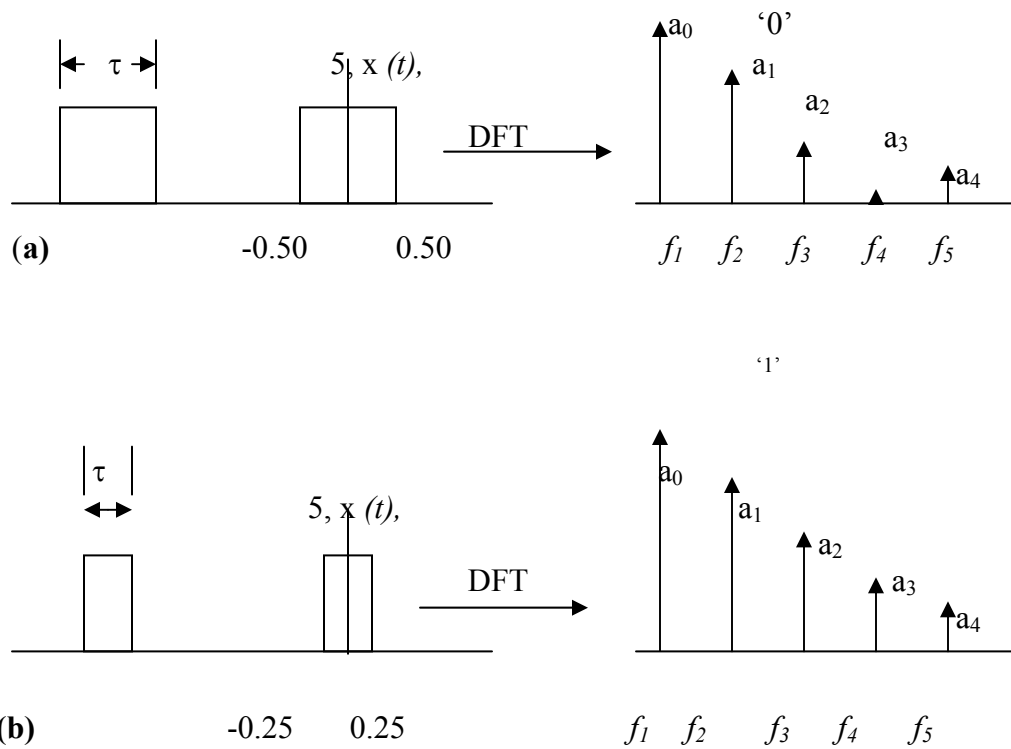 a0 '0'
τ 5, x (t), a1
a2
DFT a3
a4
(a) -0.50 0.50 f1 f2 f3 f4 f5
'1'
τ a0
5, x (t), a1
a2
DFT a3
a4
(b) -0.25 0.25 f1 f2 f3 f4 f5